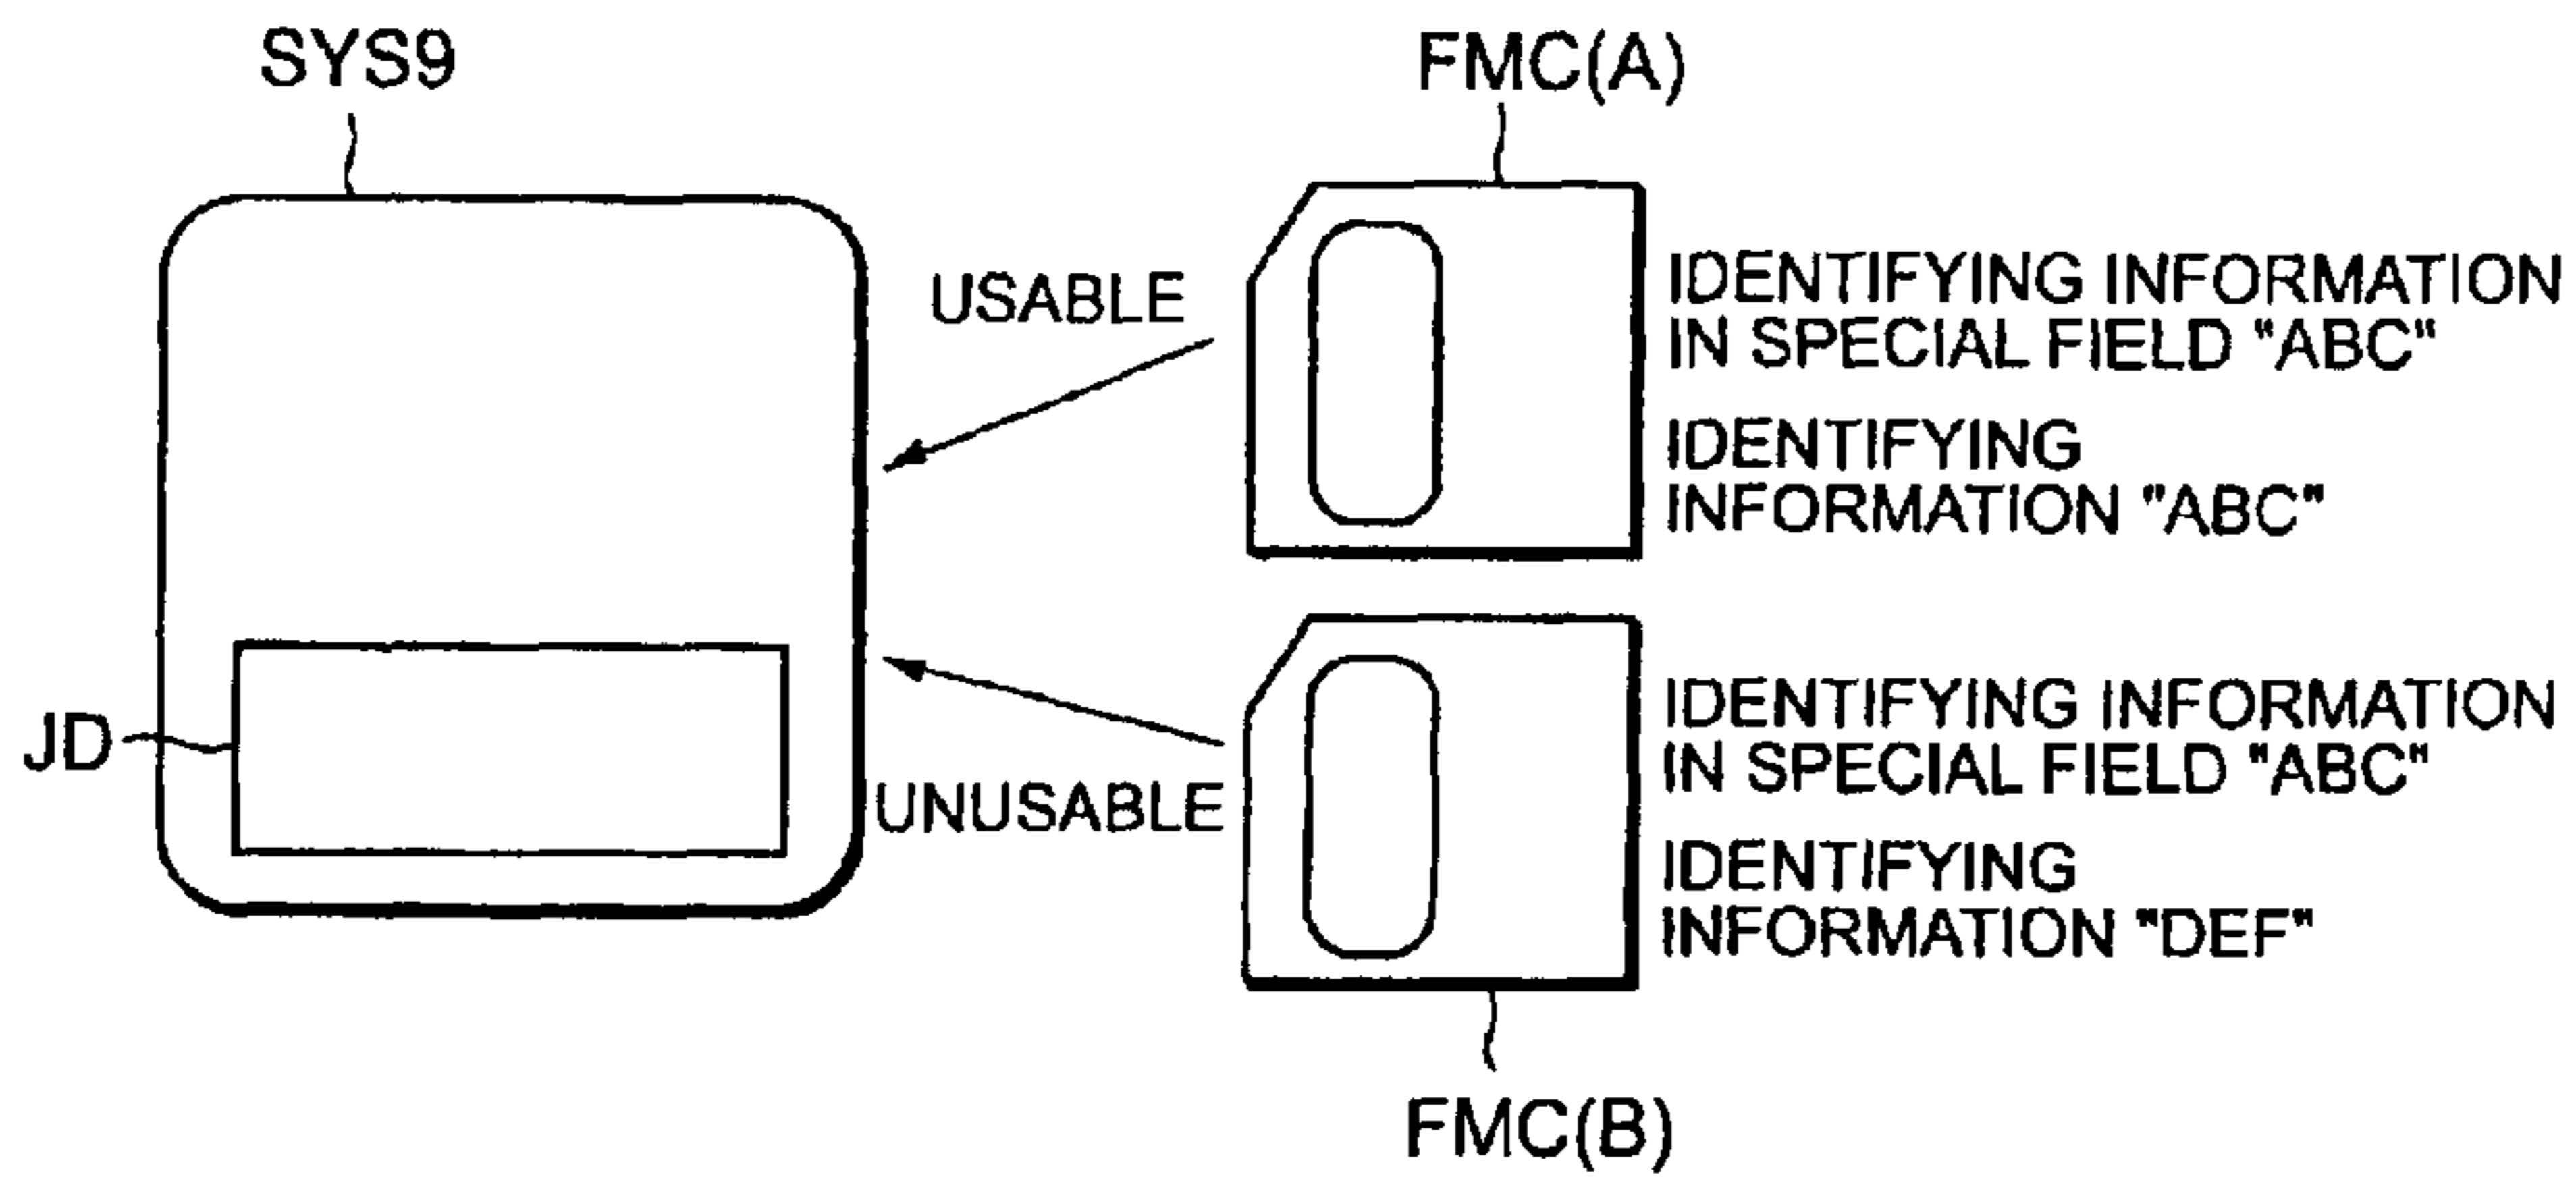 SYS9
FMC(A)
USABLE
IDENTIFYING INFORMATION
IN SPECIAL FIELD "ABC"
IDENTIFYING
INFORMATION "ABC"
JD
UNUSABLE
IDENTIFYING INFORMATION
IN SPECIAL FIELD "ABC"
IDENTIFYING
INFORMATION "DEF"
FMC(B)